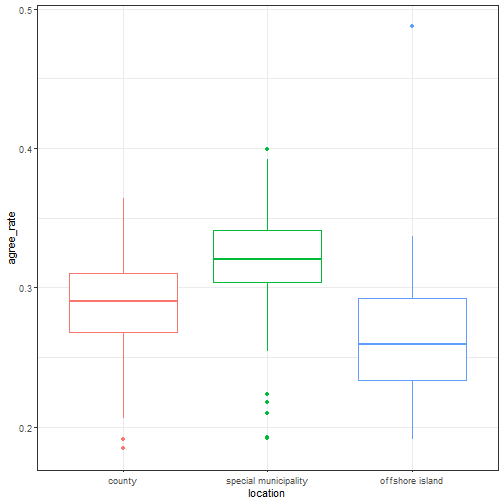 0.5
0.4
0.3
0.2
agree_rate
county
special municipality
offshore island
location